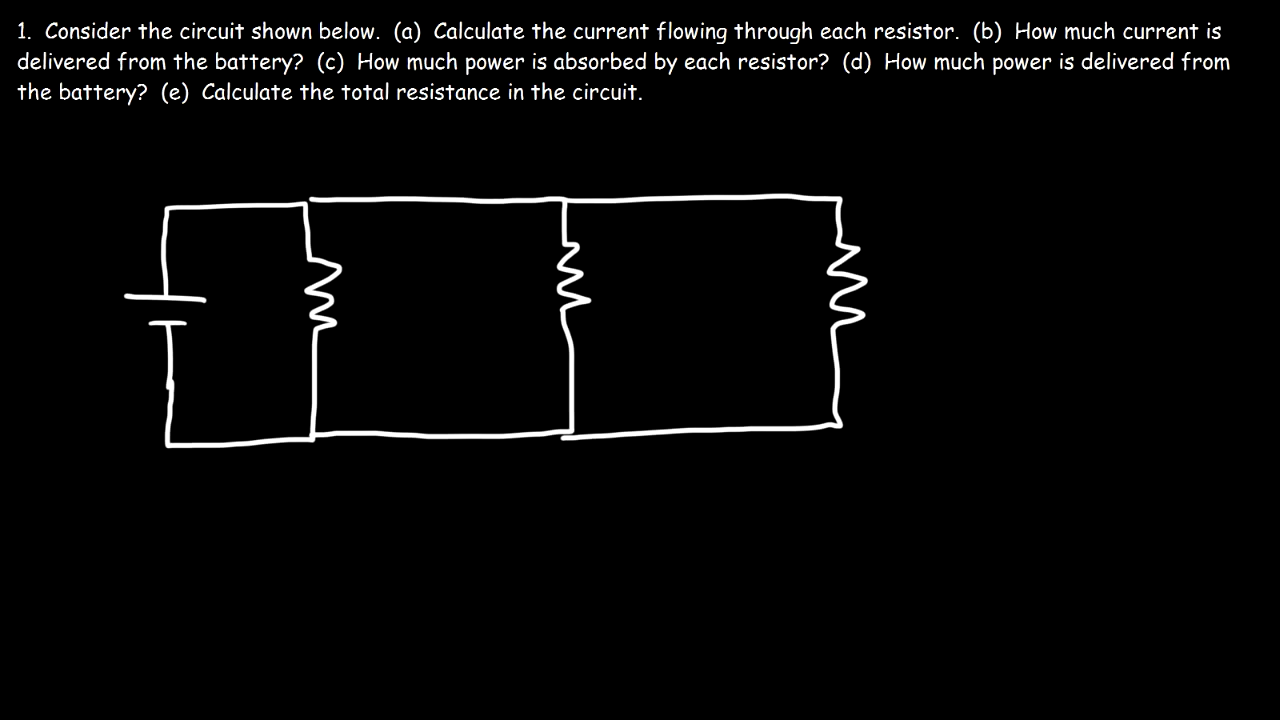 1. Consider the circuit shown below. (a) Calculate the current flowing through each resistor. (b) How much current is
delivered from the battery? (c) How much power is absorbed by each resistor? (d) How much power is delivered from
the battery? (e) Calculate the total resistance in the circuit.